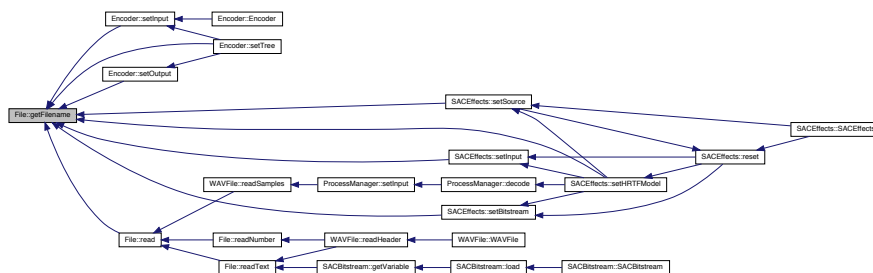 Encoder::setInput
Encoder::Encoder
Encoder::setTree
Encoder::setOutput
File::getFilename
SACEffects::setSource
SACEffects::SACEffects
SACEffects::setInput
SACEffects::reset
WAVFile::readSamples
ProcessManager::setInput
ProcessManager::decode
SACEffects::setHRTFModel
SACEffects::setBitstream
File::read
File::readNumber
WAVFile::readHeader
WAVFile::WAVFile
File::readText
SACBitstream::getVariable
SACBitstream::load
SACBitstream::SACBitstream